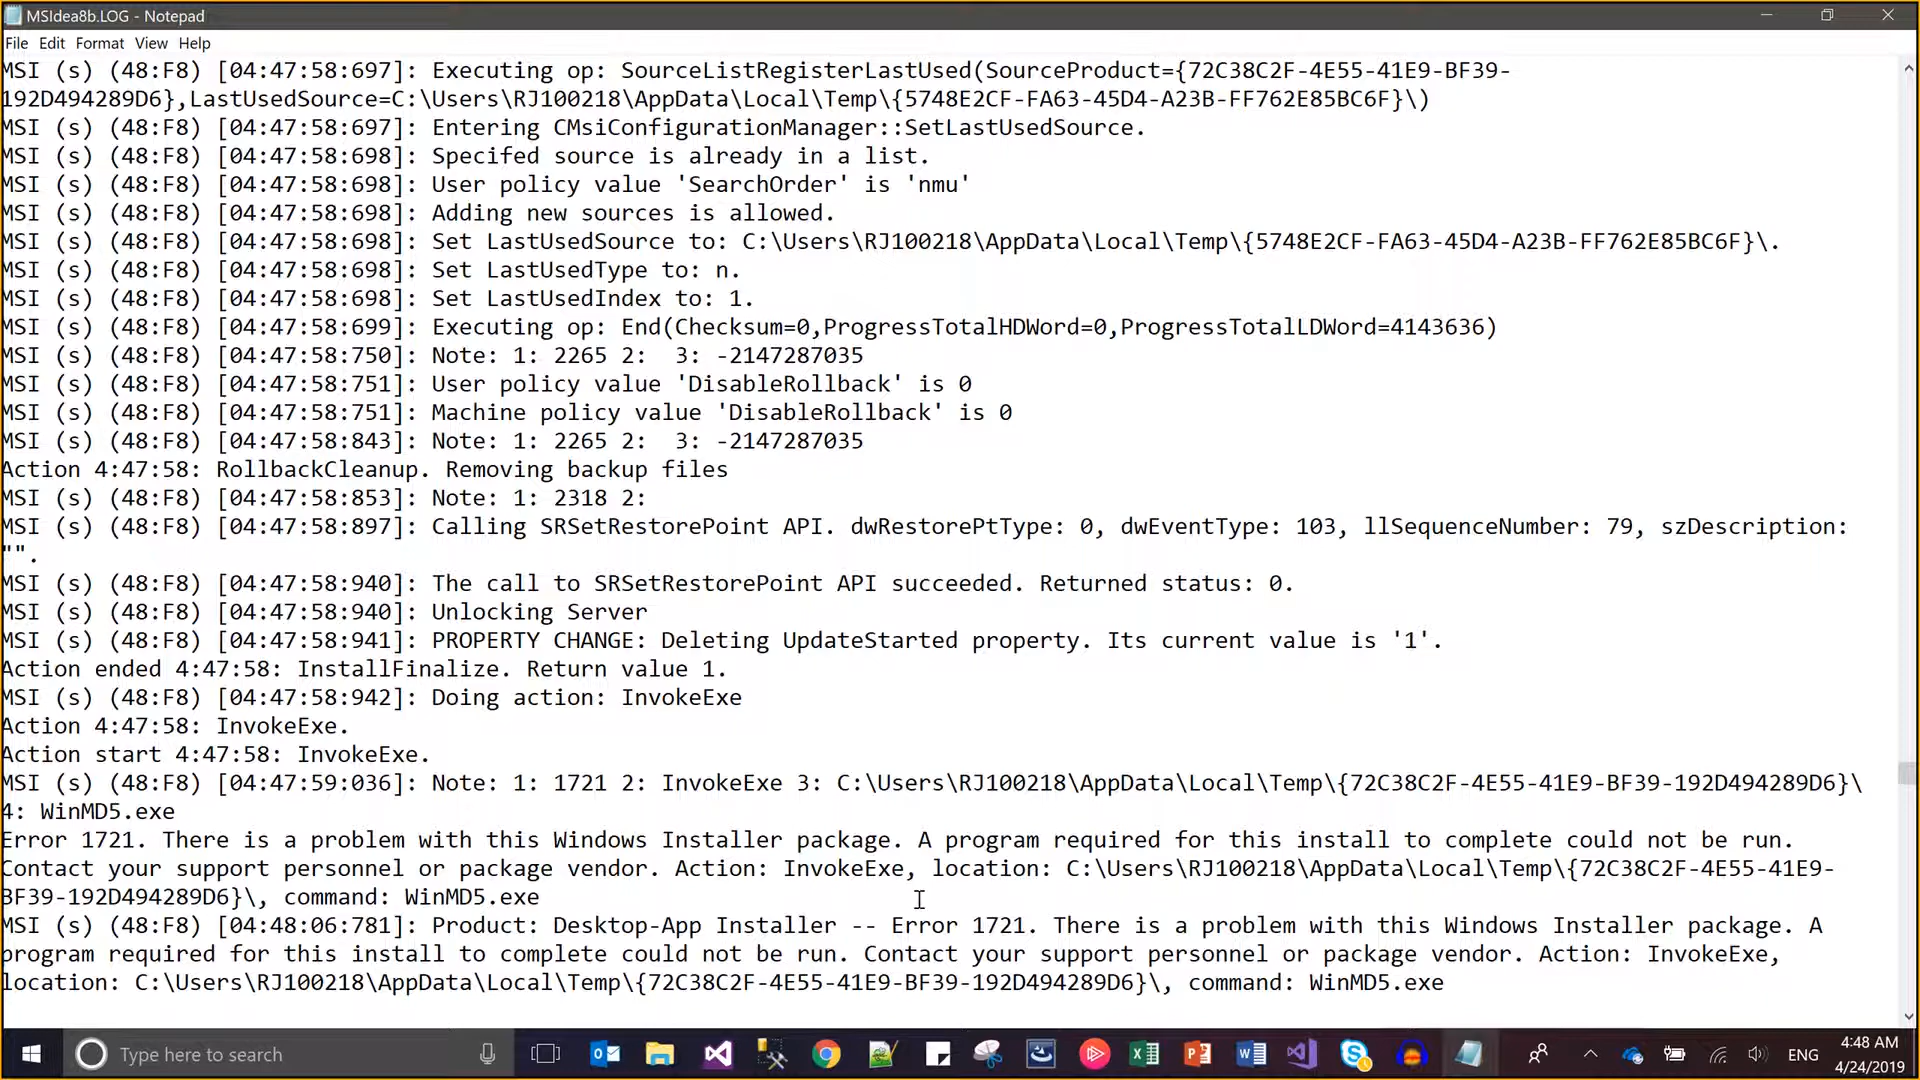 MSIdea8b.LOG - Notepad
File Edit Format View Help
MSI (s) (48:F8) [04:47:58:697]: Executing op: SourceListRegisterLastUsed(SourceProduct={72C38C2F-4E55-41E9-BF39-
192D494289D6},LastUsedSource=C:\Users\RJ100218\AppData\Local\Temp\{5748E2CF-FA63-45D4-A23B-FF762E85BC6F}\)
MSI (s) (48:F8) [04:47:58:697]: Entering CMsiConfigurationManager::SetLastUsedSource.
MSI (s) (48:F8) [04:47:58:698]: Specifed source is already in a list.
MSI (s) (48:F8) [04:47:58:698]: User policy value 'SearchOrder' is 'nmu'
MSI (s) (48:F8) [04:47:58:698]: Adding new sources is allowed.
MSI (s) (48:F8) [04:47:58:698]: Set LastUsedSource to: C:\Users\RJ100218\AppData\Local\Temp\{5748E2CF-FA63-45D4-A23B-FF762E85BC6F}\.
MSI (s) (48:F8) [04:47:58:698]: Set LastUsedType to: n.
MSI (s) (48:F8) [04:47:58:698]: Set LastUsedIndex to: 1.
MSI (s) (48:F8) [04:47:58:699]: Executing op: End(Checksum=0,ProgressTotalHDWord=0,ProgressTotalLDWord=4143636)
MSI (s) (48:F8) [04:47:58:750]: Note: 1: 2265 2:  3: -2147287035
MSI (s) (48:F8) [04:47:58:751]: User policy value 'DisableRollback' is 0
MSI (s) (48:F8) [04:47:58:751]: Machine policy value 'DisableRollback' is 0
MSI (s) (48:F8) [04:47:58:843]: Note: 1: 2265 2:  3: -2147287035
Action 4:47:58: RollbackCleanup. Removing backup files
MSI (s) (48:F8) [04:47:58:853]: Note: 1: 2318 2:
MSI (s) (48:F8) [04:47:58:897]: Calling SRSetRestorePoint API. dwRestorePtType: 0, dwEventType: 103, llSequenceNumber: 79, szDescription:
"".
MSI (s) (48:F8) [04:47:58:940]: The call to SRSetRestorePoint API succeeded. Returned status: 0.
MSI (s) (48:F8) [04:47:58:940]: Unlocking Server
MSI (s) (48:F8) [04:47:58:941]: PROPERTY CHANGE: Deleting UpdateStarted property. Its current value is '1'.
Action ended 4:47:58: InstallFinalize. Return value 1.
MSI (s) (48:F8) [04:47:58:942]: Doing action: InvokeExe
Action 4:47:58: InvokeExe.
Action start 4:47:58: InvokeExe.
MSI (s) (48:F8) [04:47:59:036]: Note: 1: 1721 2: InvokeExe 3: C:\Users\RJ100218\AppData\Local\Temp\{72C38C2F-4E55-41E9-BF39-192D494289D6}\
4: WinMD5.exe
Error 1721. There is a problem with this Windows Installer package. A program required for this install to complete could not be run.
Contact your support personnel or package vendor. Action: InvokeExe, location: C:\Users\RJ100218\AppData\Local\Temp\{72C38C2F-4E55-41E9-
BF39-192D494289D6}\, command: WinMD5.exe
MSI (s) (48:F8) [04:48:06:781]: Product: Desktop-App Installer -- Error 1721. There is a problem with this Windows Installer package. A
program required for this install to complete could not be run. Contact your support personnel or package vendor. Action: InvokeExe,
location: C:\Users\RJ100218\AppData\Local\Temp\{72C38C2F-4E55-41E9-BF39-192D494289D6}\, command: WinMD5.exe
Type here to search
ENG
4:48 AM
4/24/2019